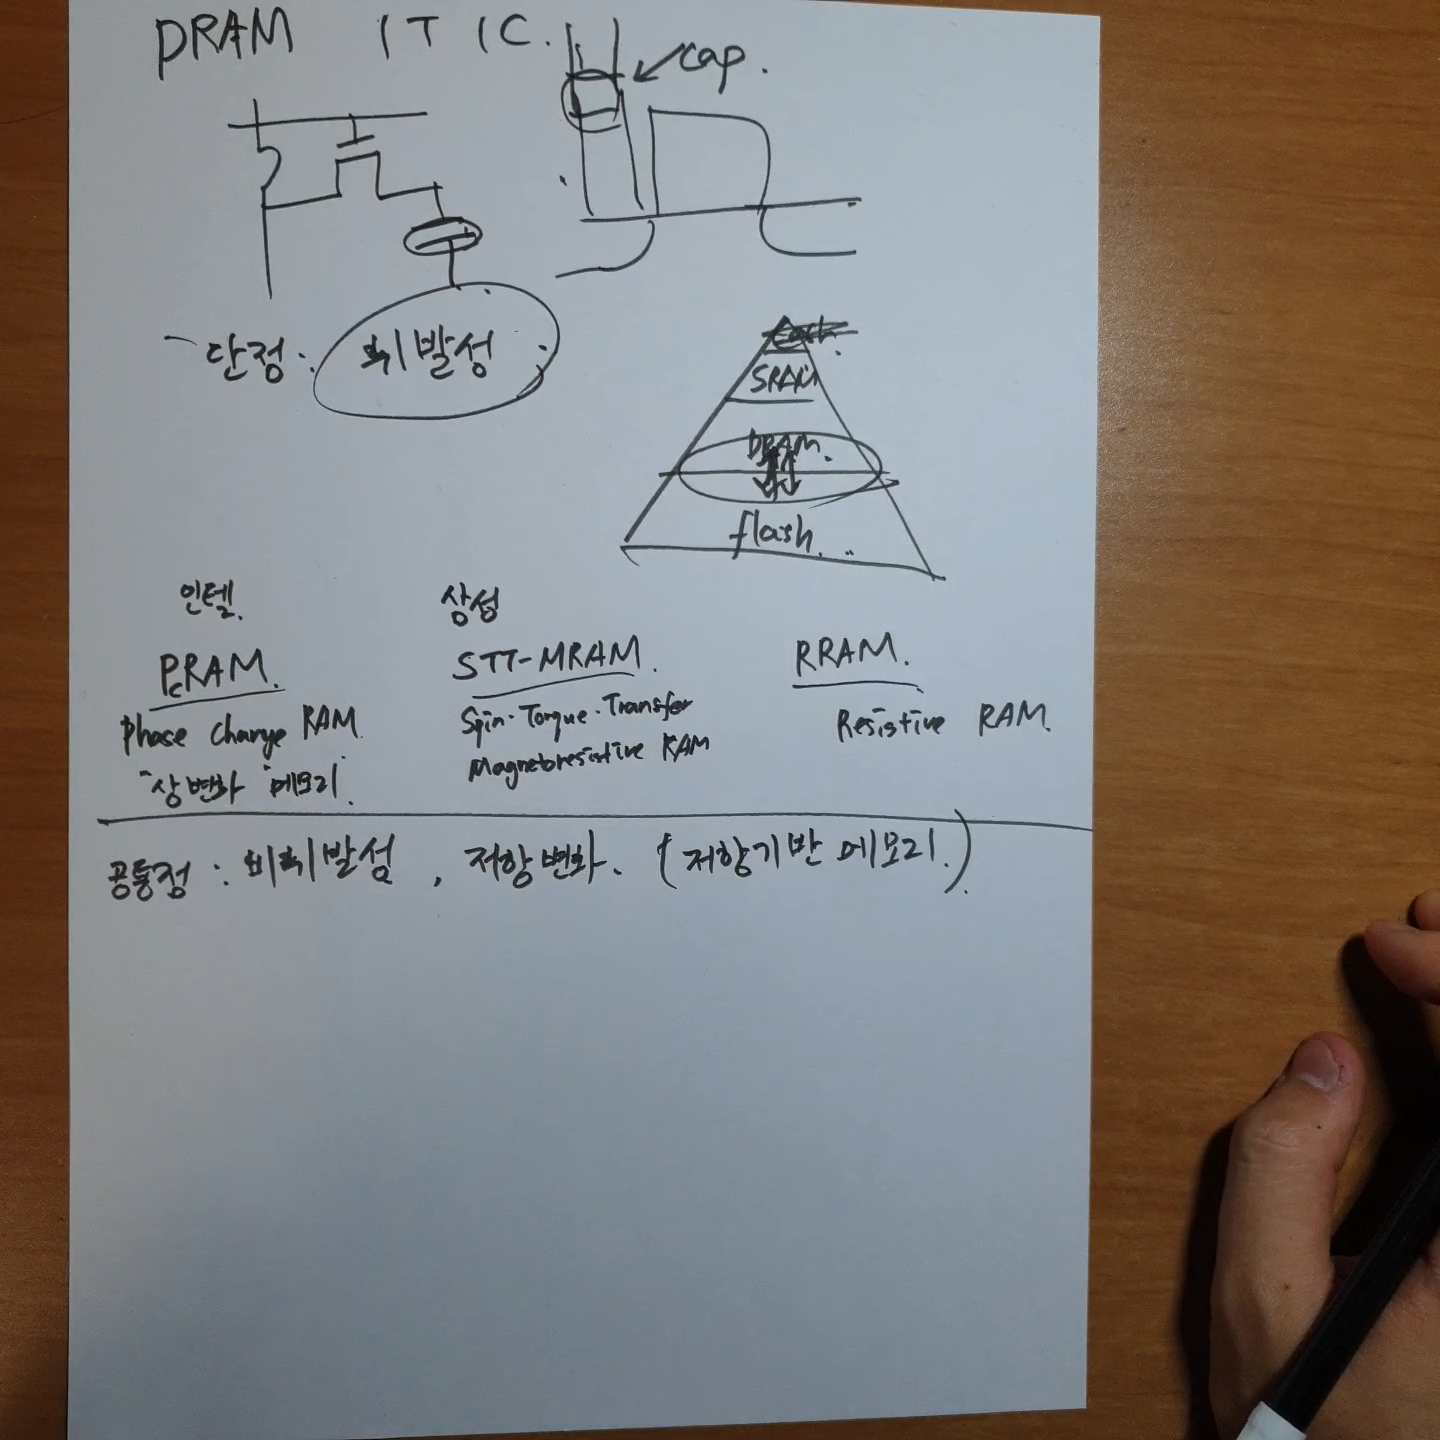 DRAM 1T 1C.
cap.
단점. 휘발성
SRAM
DRAM.
flash.
인텔.
PcRAM.
Phase Change RAM.
"상변화" 메모리.
삼성
STT-MRAM.
Spin·Torque·Transfer
Magnetoresistive RAM
RRAM.
Resistive RAM.
공통점 : 비휘발성, 저항변화. (저항기반 메모리.)